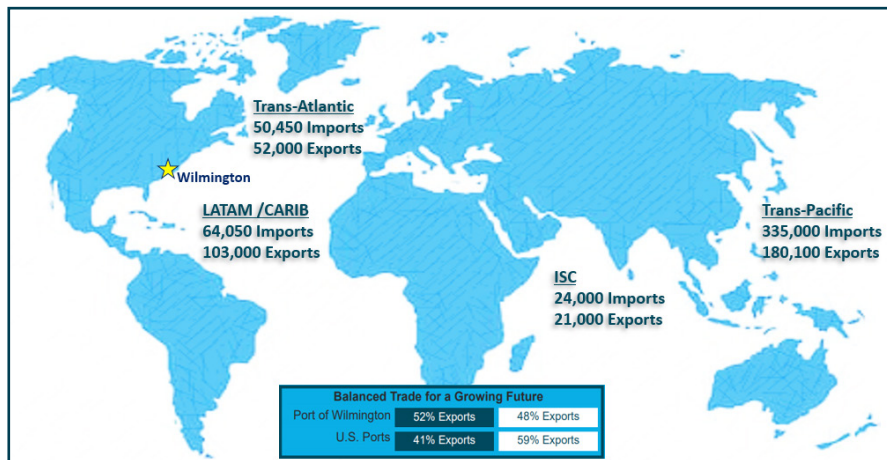 Trans-Atlantic
50,450 Imports
52,000 Exports
Wilmington
LATAM /CARIB
64,050 Imports
103,000 Exports
Trans-Pacific
335,000 Imports
180,100 Exports
ISC
24,000 Imports
21,000 Exports
Balanced Trade for a Growing Future
Port of Wilmington 52% Exports 48% Exports
U.S. Ports 41% Exports 59% Exports